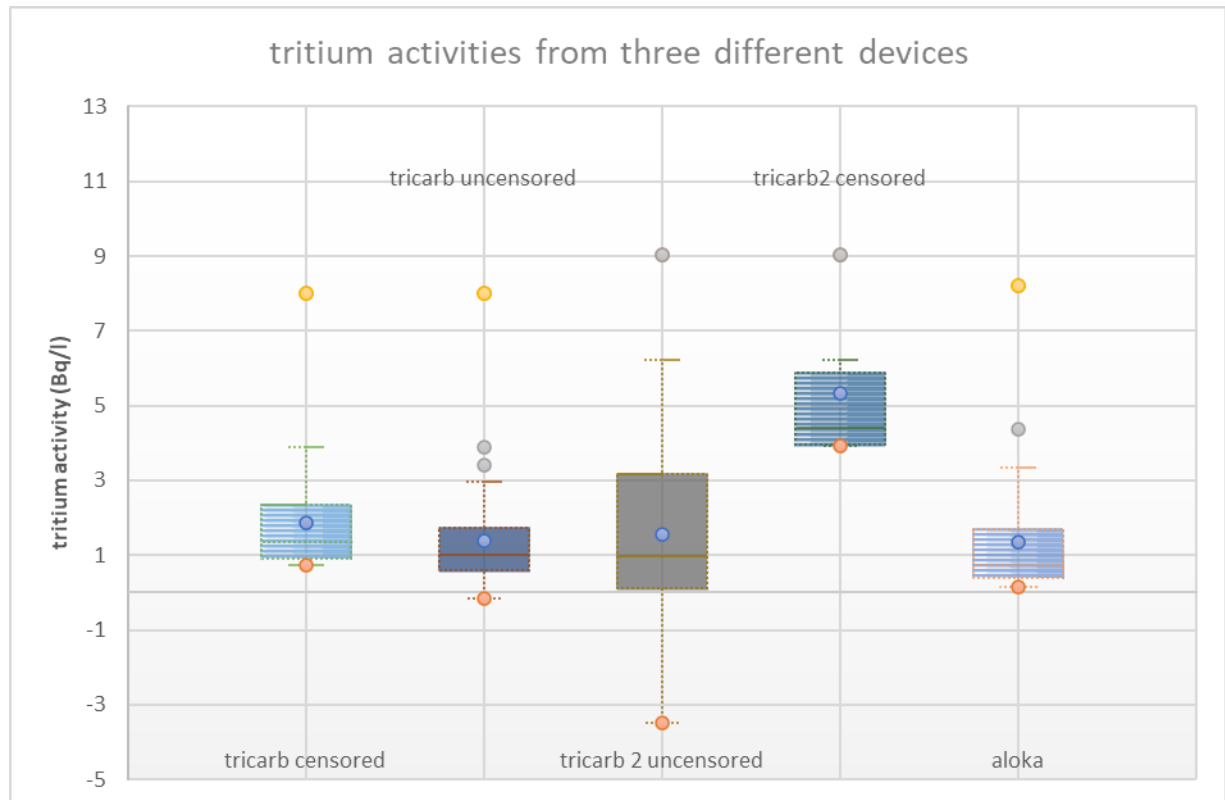 tritium activities from three different devices
13
11
9
7
5
3
1
-1
-3
-5
tritium activity (Bq/l)
tricarb uncensored
tricarb2 censored
tricarb censored
tricarb 2 uncensored
aloka